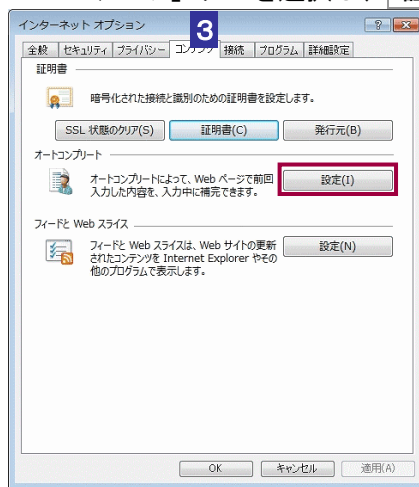 インターネット オプション
3
全般 セキュリティ プライバシー コンテンツ 接続 プログラム 詳細設定
証明書
暗号化された接続と識別のための証明書を設定します。
SSL 状態のクリア(S) 証明書(C) 発行元(B)
オートコンプリート
オートコンプリートによって、Web ページで前回
入力した内容を、入力中に補完できます。
設定(I)
フィードと Web スライス
フィードと Web スライスは、Web サイトの更新
されたコンテンツを Internet Explorer やその
他のプログラムで表示します。
設定(N)
OK キャンセル 適用(A)